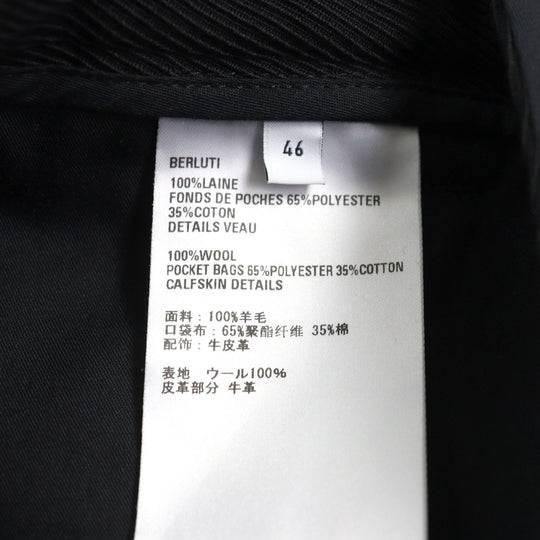 46
BERLUTI
100%LAINE
FONDS DE POCHES 65%POLYESTER
35%COTON
DETAILS VEAU
100%WOOL
POCKET BAGS 65%POLYESTER 35%COTTON
CALFSKIN DETAILS
面料：100%羊毛
口袋布：65%聚酯纤维 35%棉
配饰：牛皮革
表地 ウール100%
皮革部分 牛革